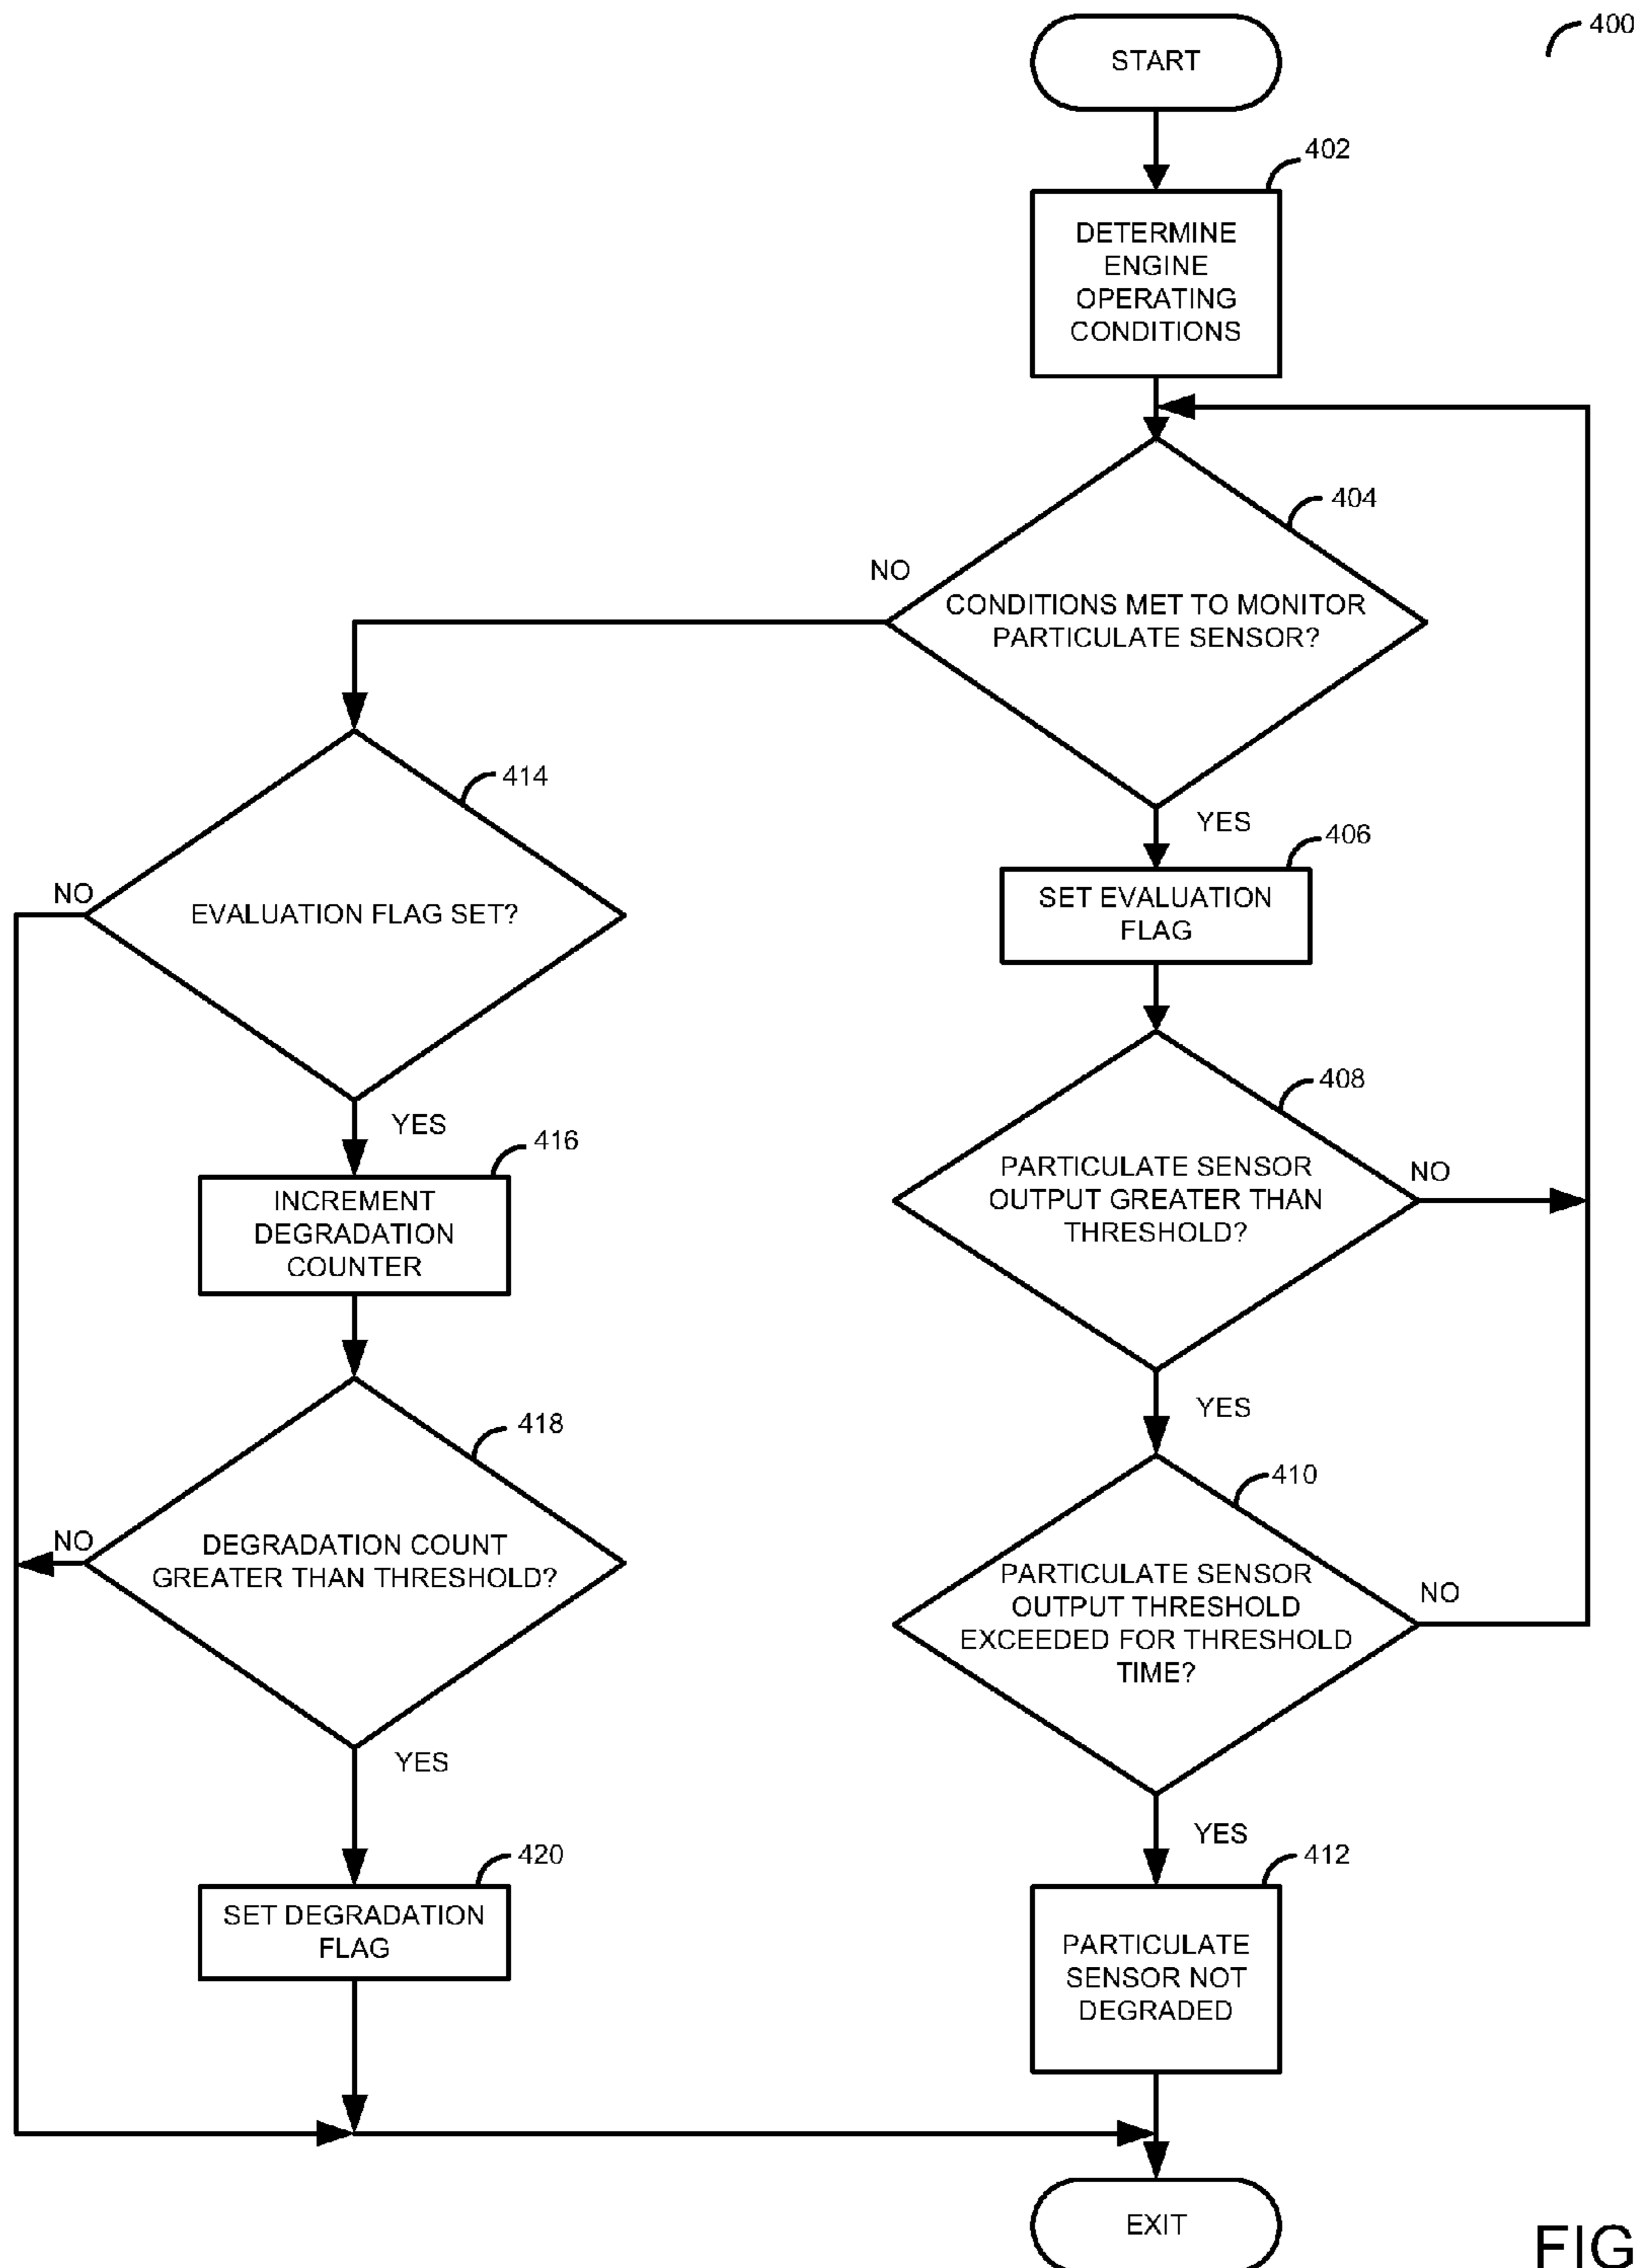 400
START
402
DETERMINE
ENGINE
OPERATING
CONDITIONS
404
NO
CONDITIONS MET TO MONITOR
PARTICULATE SENSOR?
YES
414
NO
EVALUATION FLAG SET?
YES
406
SET EVALUATION
FLAG
408
PARTICULATE SENSOR
OUTPUT GREATER THAN
THRESHOLD?
NO
YES
416
INCREMENT
DEGRADATION
COUNTER
418
NO
DEGRADATION COUNT
GREATER THAN THRESHOLD?
YES
410
PARTICULATE SENSOR
OUTPUT THRESHOLD
EXCEEDED FOR THRESHOLD
TIME?
NO
YES
420
SET DEGRADATION
FLAG
412
PARTICULATE
SENSOR NOT
DEGRADED
EXIT
FIG